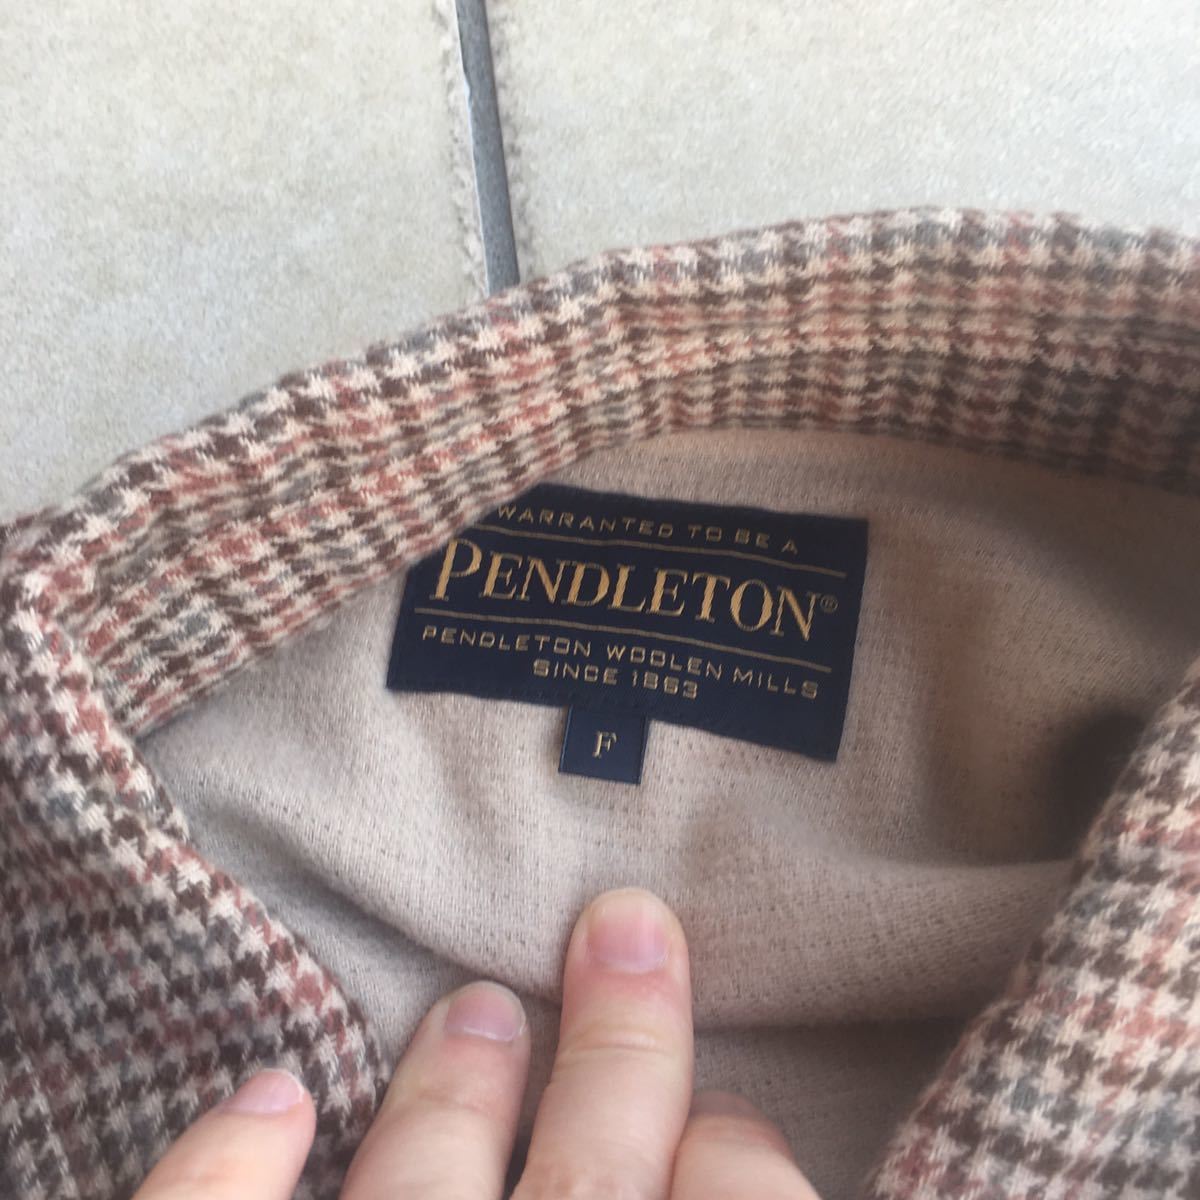 WARRANTED TO BE A
PENDLETON®
PENDLETON WOOLEN MILLS
SINCE 1863
F